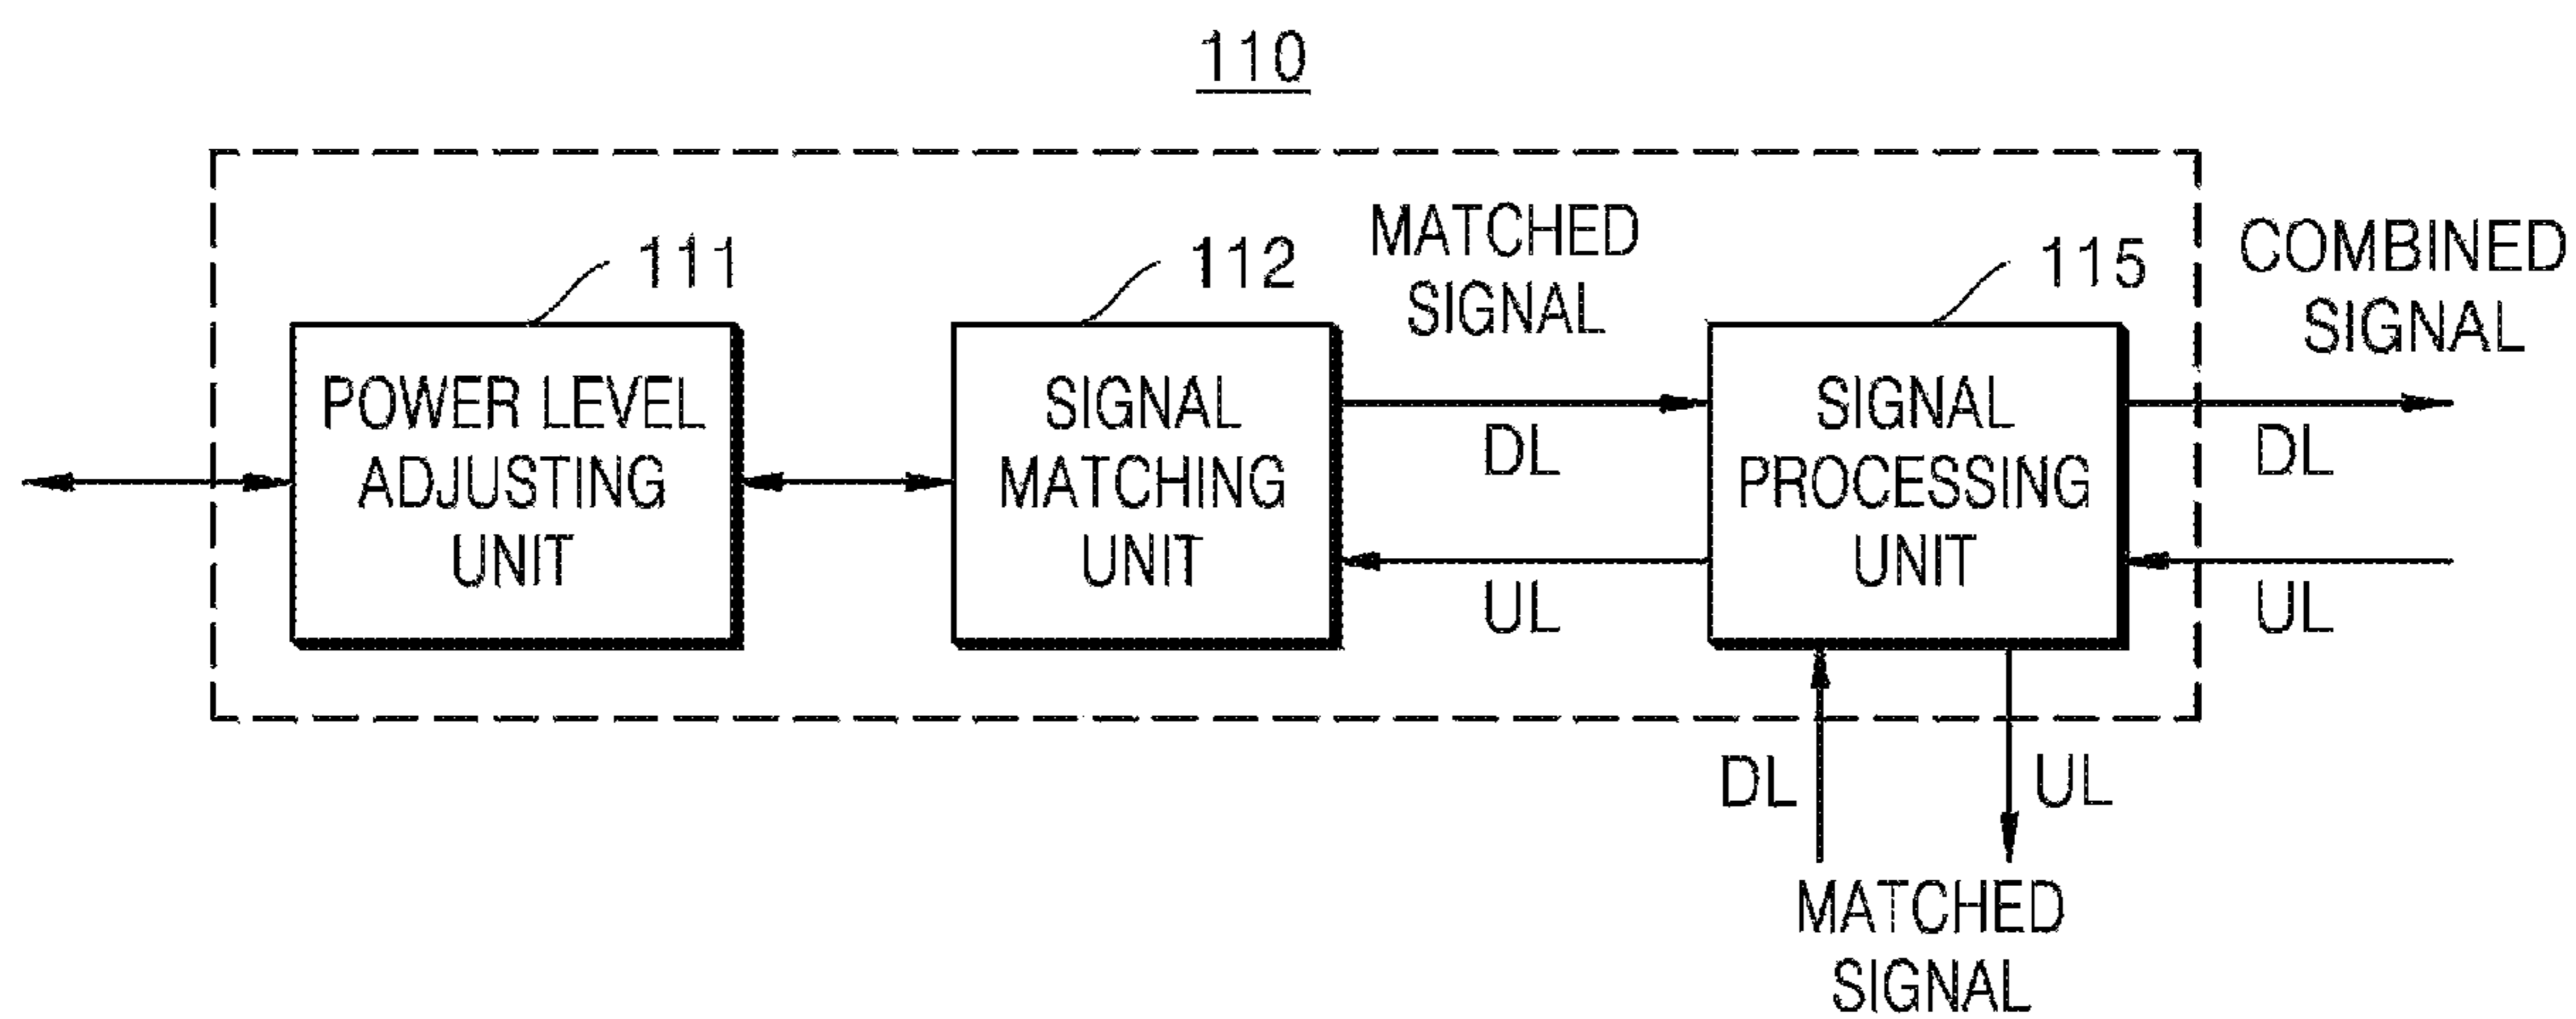 110
111
POWER LEVEL
ADJUSTING
UNIT
112
SIGNAL
MATCHING
UNIT
MATCHED
SIGNAL
DL
UL
115
SIGNAL
PROCESSING
UNIT
COMBINED
SIGNAL
DL
UL
DL
UL
MATCHED
SIGNAL